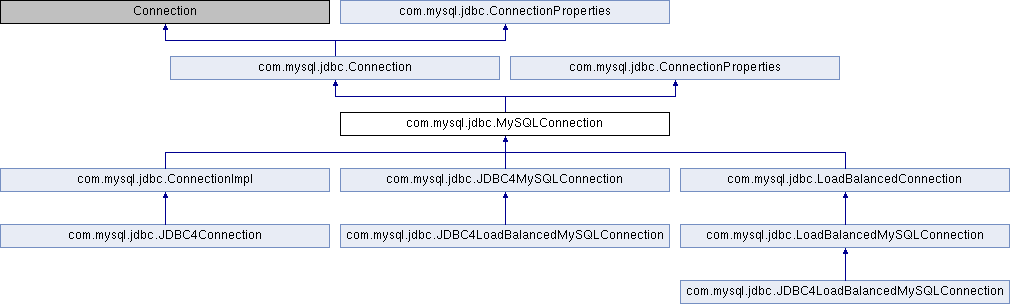 Connection
com.mysql.jdbc.ConnectionProperties
com.mysql.jdbc.Connection
com.mysql.jdbc.ConnectionProperties
com.mysql.jdbc.MySQLConnection
com.mysql.jdbc.ConnectionImpl
com.mysql.jdbc.JDBC4MySQLConnection
com.mysql.jdbc.LoadBalancedConnection
com.mysql.jdbc.JDBC4Connection
com.mysql.jdbc.JDBC4LoadBalancedMySQLConnection
com.mysql.jdbc.LoadBalancedMySQLConnection
com.mysql.jdbc.JDBC4LoadBalancedMySQLConnection